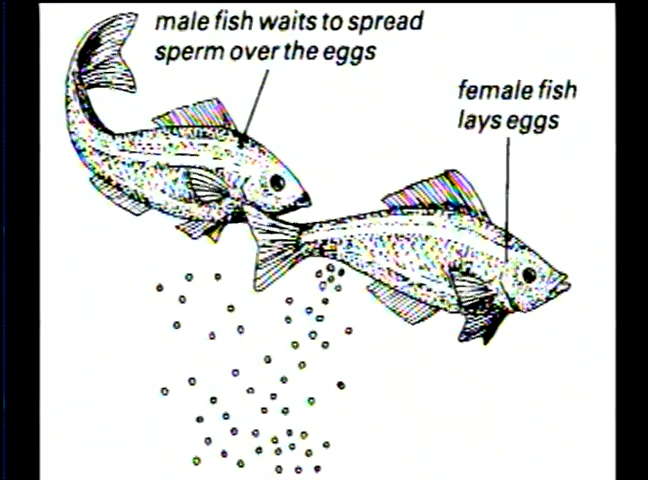 male fish waits to spread
sperm over the eggs
female fish
lays eggs